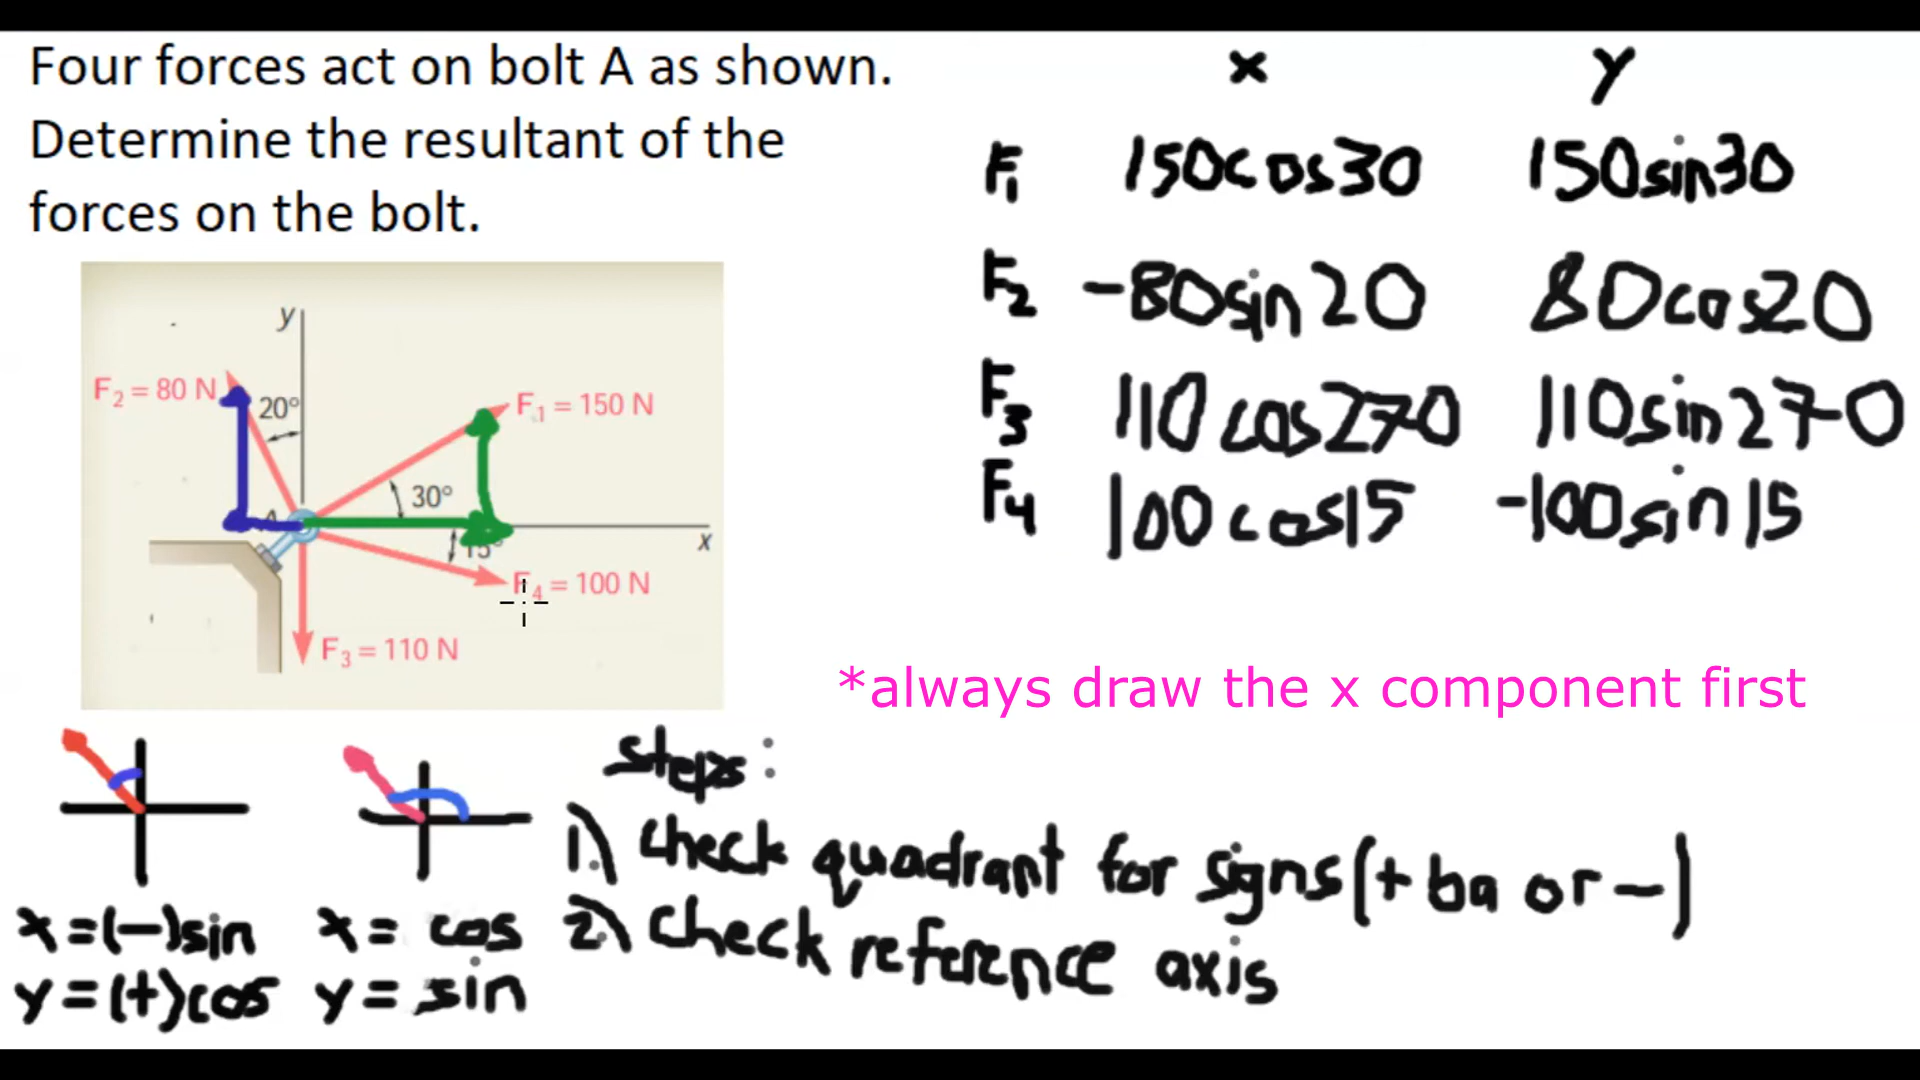 Four forces act on bolt A as shown.
Determine the resultant of the
forces on the bolt.
x y
F1 150cos30 150sin30
F2 -80sin20 80cos20
F3 110cos270 110sin270
F4 100cos15 -100sin15
y
F2 = 80 N
20°
F1 = 150 N
30°
A
x
15°
F4 = 100 N
F3 = 110 N
*always draw the x component first
x=(-)sin
y=(+)cos
x= cos
y= sin
steps:
1.) check quadrant for signs(+ ba or -)
2.) check reference axis